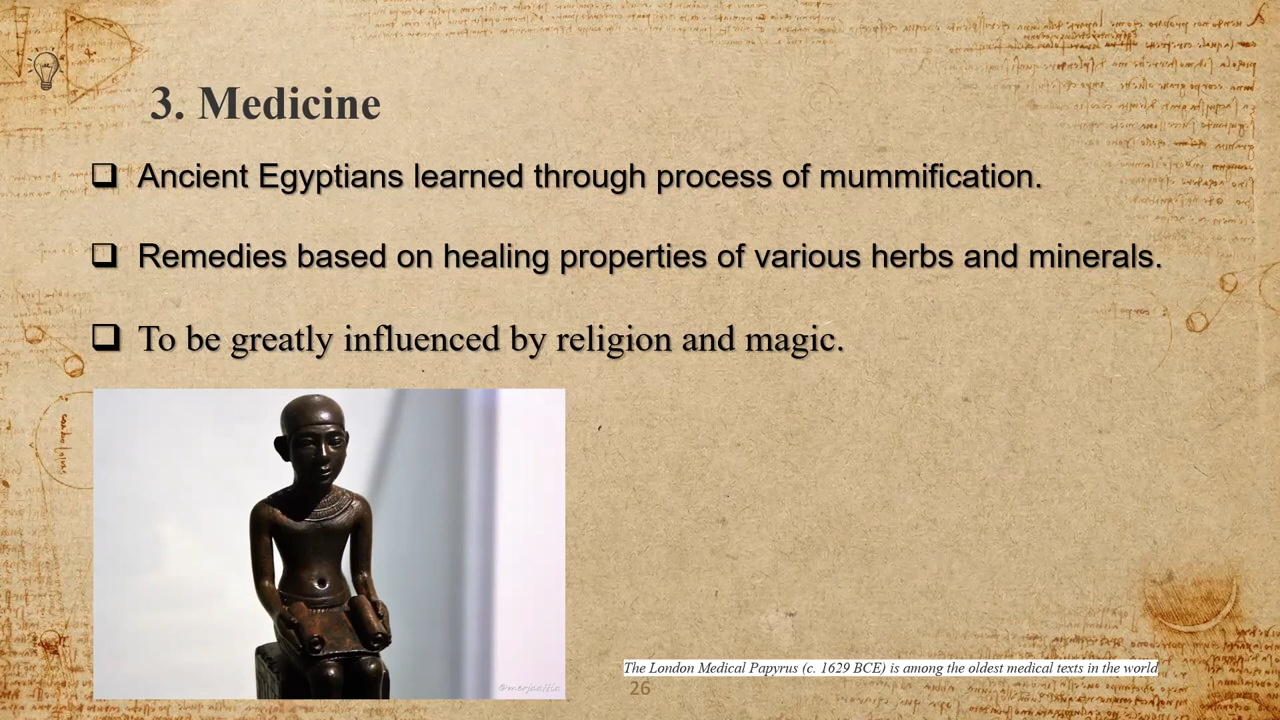 3. Medicine
❑ Ancient Egyptians learned through process of mummification.
❑ Remedies based on healing properties of various herbs and minerals.
❑ To be greatly influenced by religion and magic.
@merjaattia
The London Medical Papyrus (c. 1629 BCE) is among the oldest medical texts in the world
26